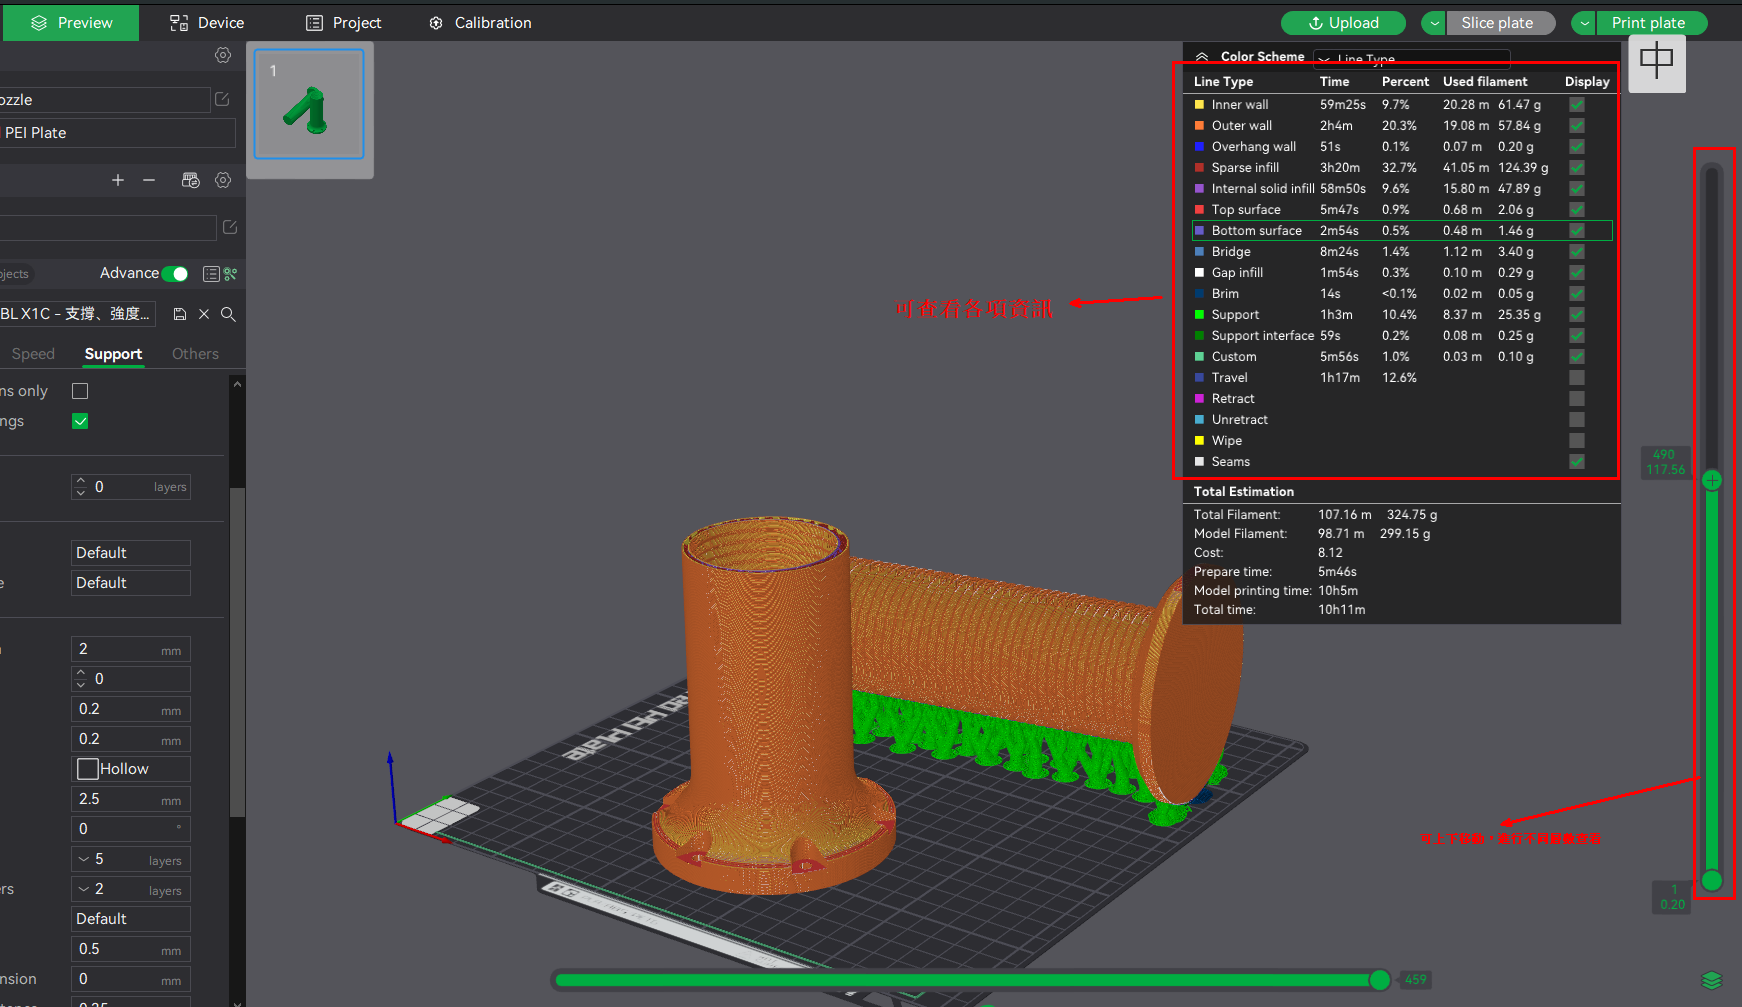 Preview
Device
Project
Calibration
Upload
Slice plate
Print plate
中
ozzle
PEI Plate
1
Color Scheme
Line Type
Line Type Time Percent Used filament Display
Inner wall 59m25s 9.7% 20.28 m 61.47 g
Outer wall 2h4m 20.3% 19.08 m 57.84 g
Overhang wall 51s 0.1% 0.07 m 0.20 g
Sparse infill 3h20m 32.7% 41.05 m 124.39 g
Internal solid infill 58m50s 9.6% 15.80 m 47.89 g
Top surface 5m47s 0.9% 0.68 m 2.06 g
Bottom surface 2m54s 0.5% 0.48 m 1.46 g
Bridge 8m24s 1.4% 1.12 m 3.40 g
Gap infill 1m54s 0.3% 0.10 m 0.29 g
Brim 14s <0.1% 0.02 m 0.05 g
Support 1h3m 10.4% 8.37 m 25.35 g
Support interface 59s 0.2% 0.08 m 0.25 g
Custom 5m56s 1.0% 0.03 m 0.10 g
Travel 1h17m 12.6%
Retract
Unretract
Wipe
Seams
Total Estimation
Total Filament: 107.16 m 324.75 g
Model Filament: 98.71 m 299.15 g
Cost: 8.12
Prepare time: 5m46s
Model printing time: 10h5m
Total time: 10h11m
可查看各項資訊
490
117.56
1
0.20
459
ojects
Advance
BL X1C - 支撐、強度...
Speed
Support
Others
ns only
ngs
0 layers
Default
e Default
2 mm
0
0.2 mm
0.2 mm
Hollow
2.5 mm
0 °
5 layers
ers 2 layers
Default
0.5 mm
nsion 0 mm
PEI Plate